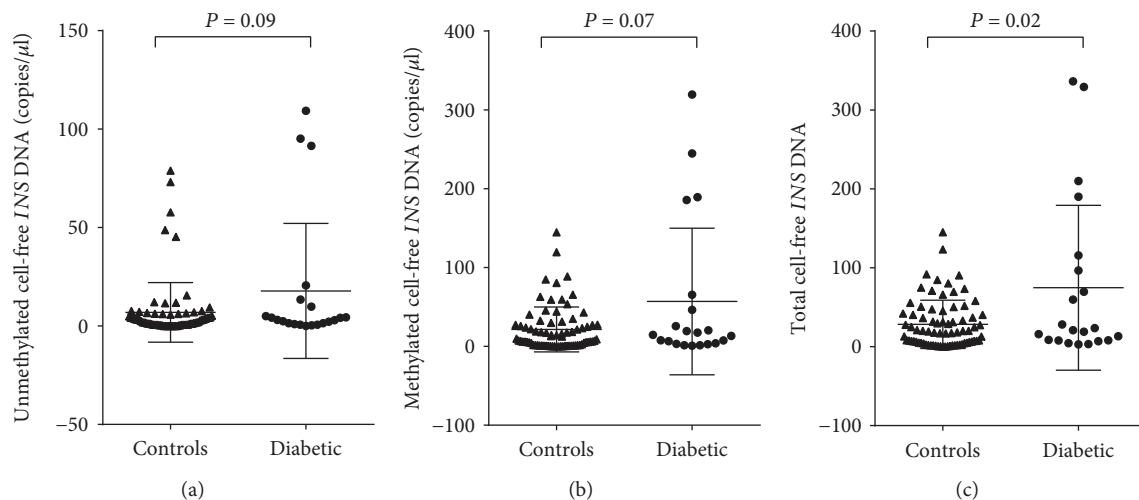 P = 0.09
150
100
50
0
−50
Unmethylated cell-free INS DNA (copies/μl)
Controls
Diabetic
(a)
P = 0.07
400
300
200
100
0
−100
Methylated cell-free INS DNA (copies/μl)
Controls
Diabetic
(b)
P = 0.02
400
300
200
100
0
−100
Total cell-free INS DNA
Controls
Diabetic
(c)